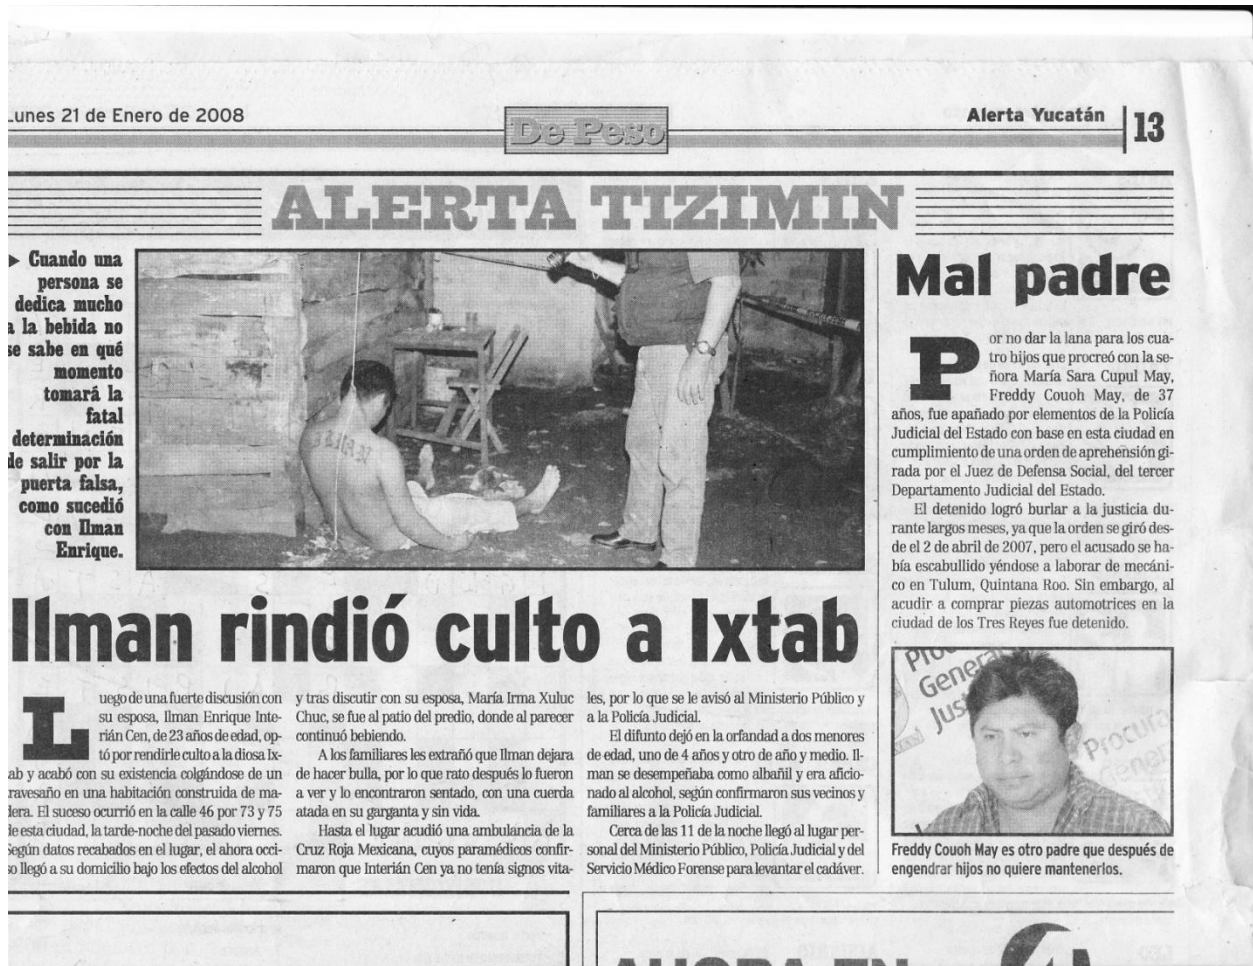 Lunes 21 de Enero de 2008
De Peso
Alerta Yucatán
13
ALERTA TIZIMIN
Cuando una
persona se
dedica mucho
a la bebida no
se sabe en qué
momento
tomará la
fatal
determinación
de salir por la
puerta falsa,
como sucedió
con Ilman
Enrique.
Ilman rindió culto a Ixtab
Luego de una fuerte discusión con
su esposa, Ilman Enrique Inte-
rián Cen, de 23 años de edad, op-
tó por rendirle culto a la diosa Ix-
tab y acabó con su existencia colgándose de un
travesaño en una habitación construida de ma-
dera. El suceso ocurrió en la calle 46 por 73 y 75
de esta ciudad, la tarde-noche del pasado viernes.
Según datos recabados en el lugar, el ahora occi-
so llegó a su domicilio bajo los efectos del alcohol
y tras discutir con su esposa, María Irma Xuluc
Chuc, se fue al patio del predio, donde al parecer
continuó bebiendo.
A los familiares les extrañó que Ilman dejara
de hacer bulla, por lo que rato después lo fueron
a ver y lo encontraron sentado, con una cuerda
atada en su garganta y sin vida.
Hasta el lugar acudió una ambulancia de la
Cruz Roja Mexicana, cuyos paramédicos confir-
maron que Interián Cen ya no tenía signos vita-
les, por lo que se le avisó al Ministerio Público y
a la Policía Judicial.
El difunto dejó en la orfandad a dos menores
de edad, uno de 4 años y otro de año y medio. Il-
man se desempeñaba como albañil y era aficio-
nado al alcohol, según confirmaron sus vecinos y
familiares a la Policía Judicial.
Cerca de las 11 de la noche llegó al lugar per-
sonal del Ministerio Público, Policía Judicial y del
Servicio Médico Forense para levantar el cadáver.
Mal padre
Por no dar la lana para los cua-
tro hijos que procreó con la se-
ñora María Sara Cupul May,
Freddy Couoh May, de 37
años, fue apañado por elementos de la Policía
Judicial del Estado con base en esta ciudad en
cumplimiento de una orden de aprehensión gi-
rada por el Juez de Defensa Social, del tercer
Departamento Judicial del Estado.
El detenido logró burlar a la justicia du-
rante largos meses, ya que la orden se giró des-
de el 2 de abril de 2007, pero el acusado se ha-
bía escabullido yéndose a laborar de mecáni-
co en Tulum, Quintana Roo. Sin embargo, al
acudir a comprar piezas automotrices en la
ciudad de los Tres Reyes fue detenido.
Proc
General
Jus
Procura
Gener
Freddy Couoh May es otro padre que después de
engendrar hijos no quiere mantenerlos.
AHORA EN